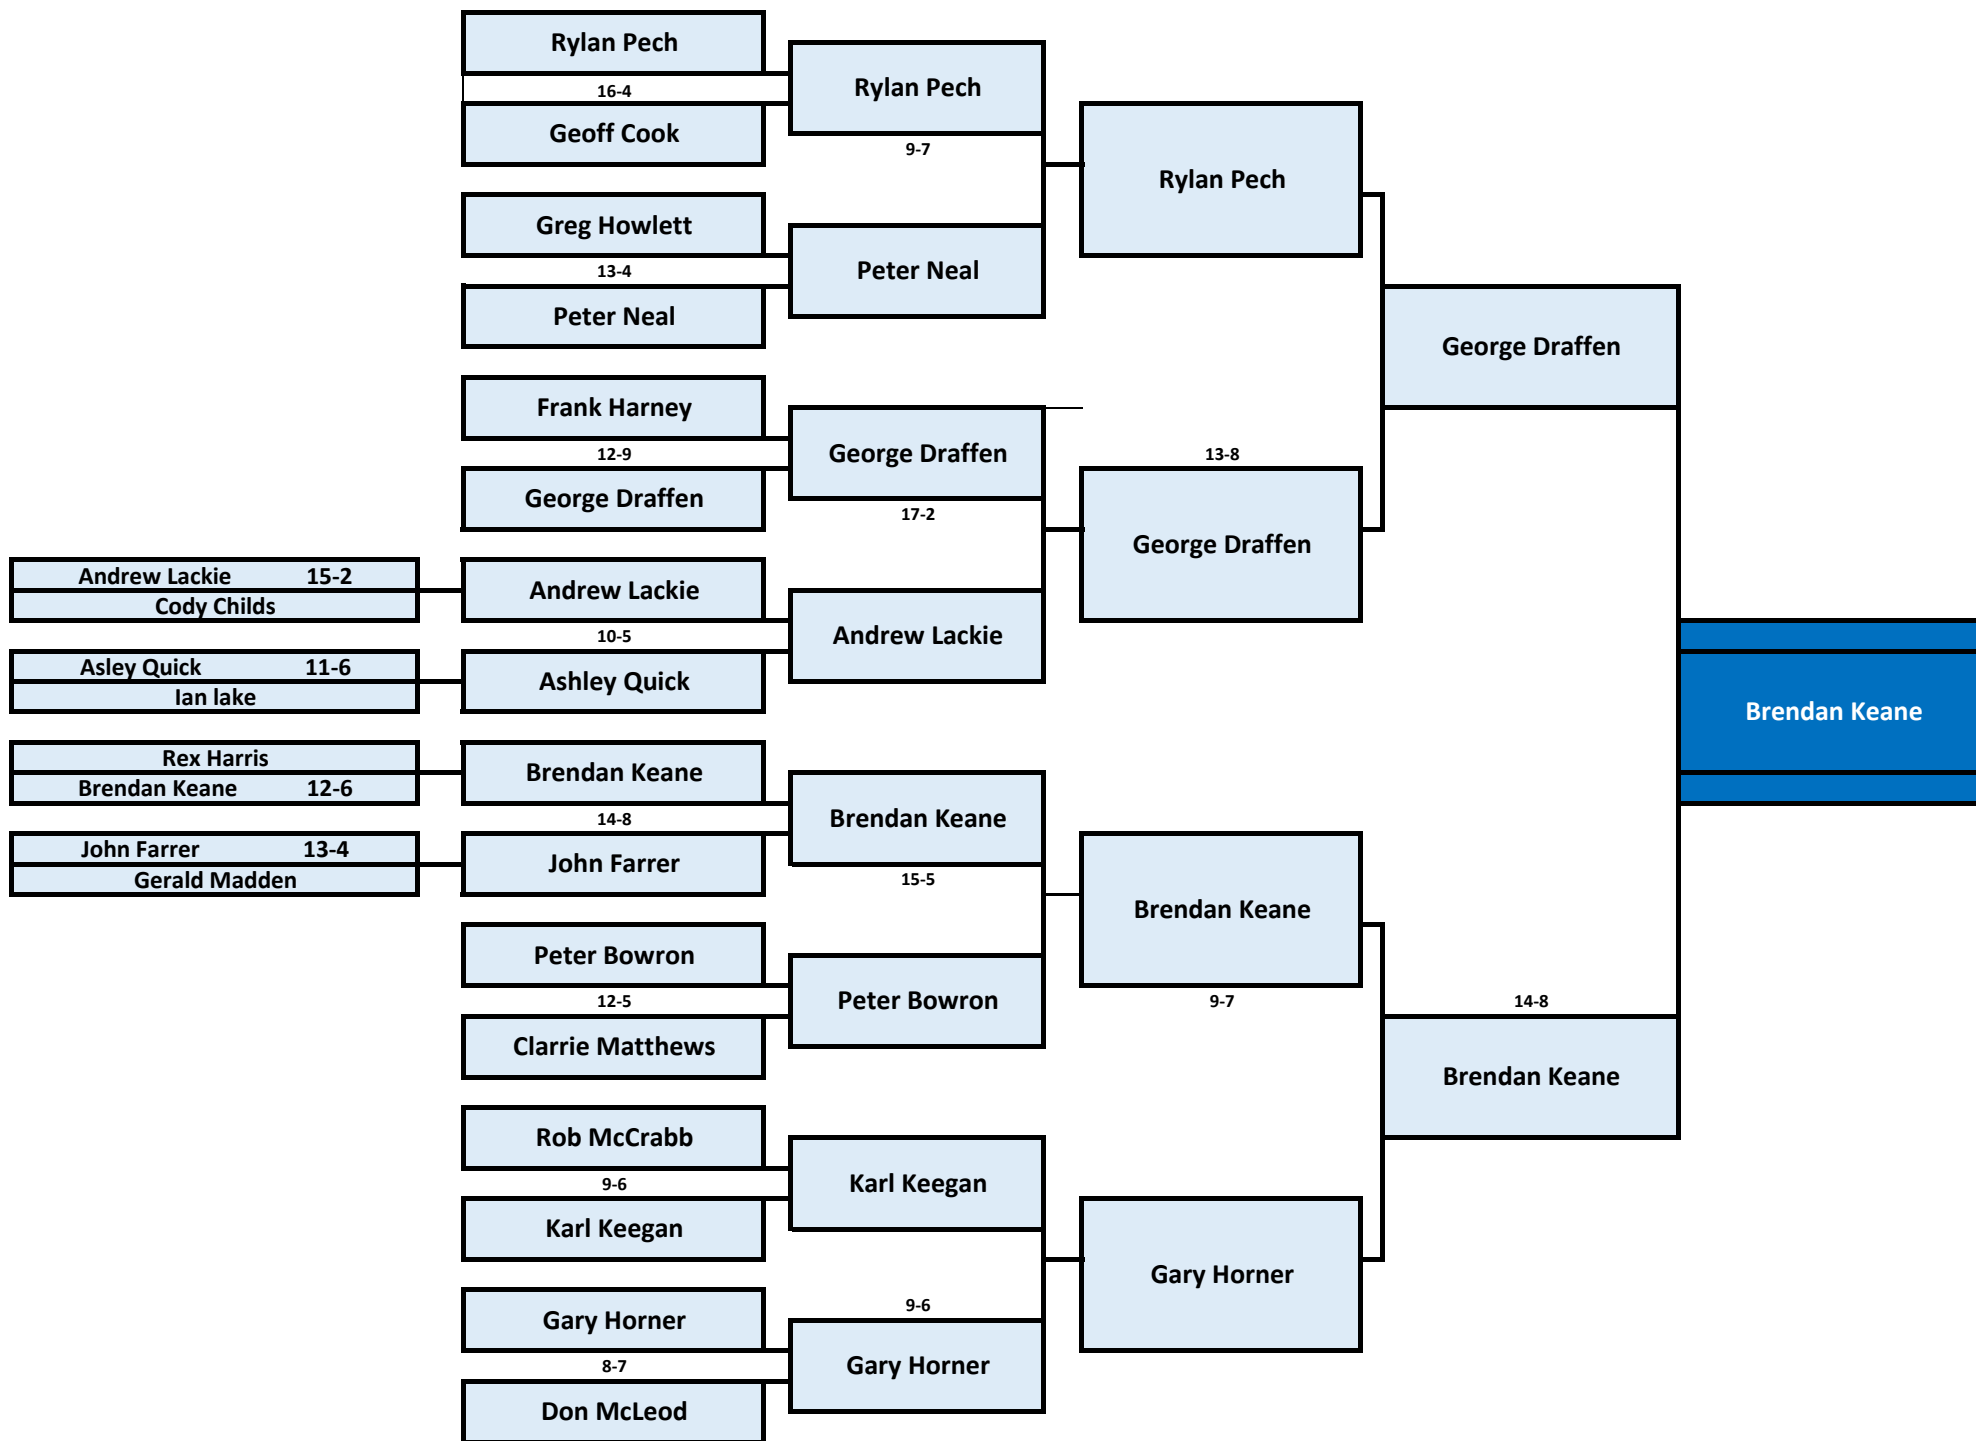 Rylan Pech
16-4
Geoff Cook
Greg Howlett
13-4
Peter Neal
Frank Harney
12-9
George Draffen
Andrew Lackie 15-2
Cody Childs
Andrew Lackie
10-5
Asley Quick 11-6
Ian lake
Ashley Quick
Rex Harris
Brendan Keane 12-6
Brendan Keane
14-8
John Farrer 13-4
Gerald Madden
John Farrer
Peter Bowron
12-5
Clarrie Matthews
Rob McCrabb
9-6
Karl Keegan
Gary Horner
8-7
Don McLeod
Rylan Pech
9-7
Peter Neal
George Draffen
17-2
Andrew Lackie
Brendan Keane
15-5
Peter Bowron
Karl Keegan
9-6
Gary Horner
Rylan Pech
13-8
George Draffen
Brendan Keane
9-7
Gary Horner
George Draffen
14-8
Brendan Keane
Brendan Keane